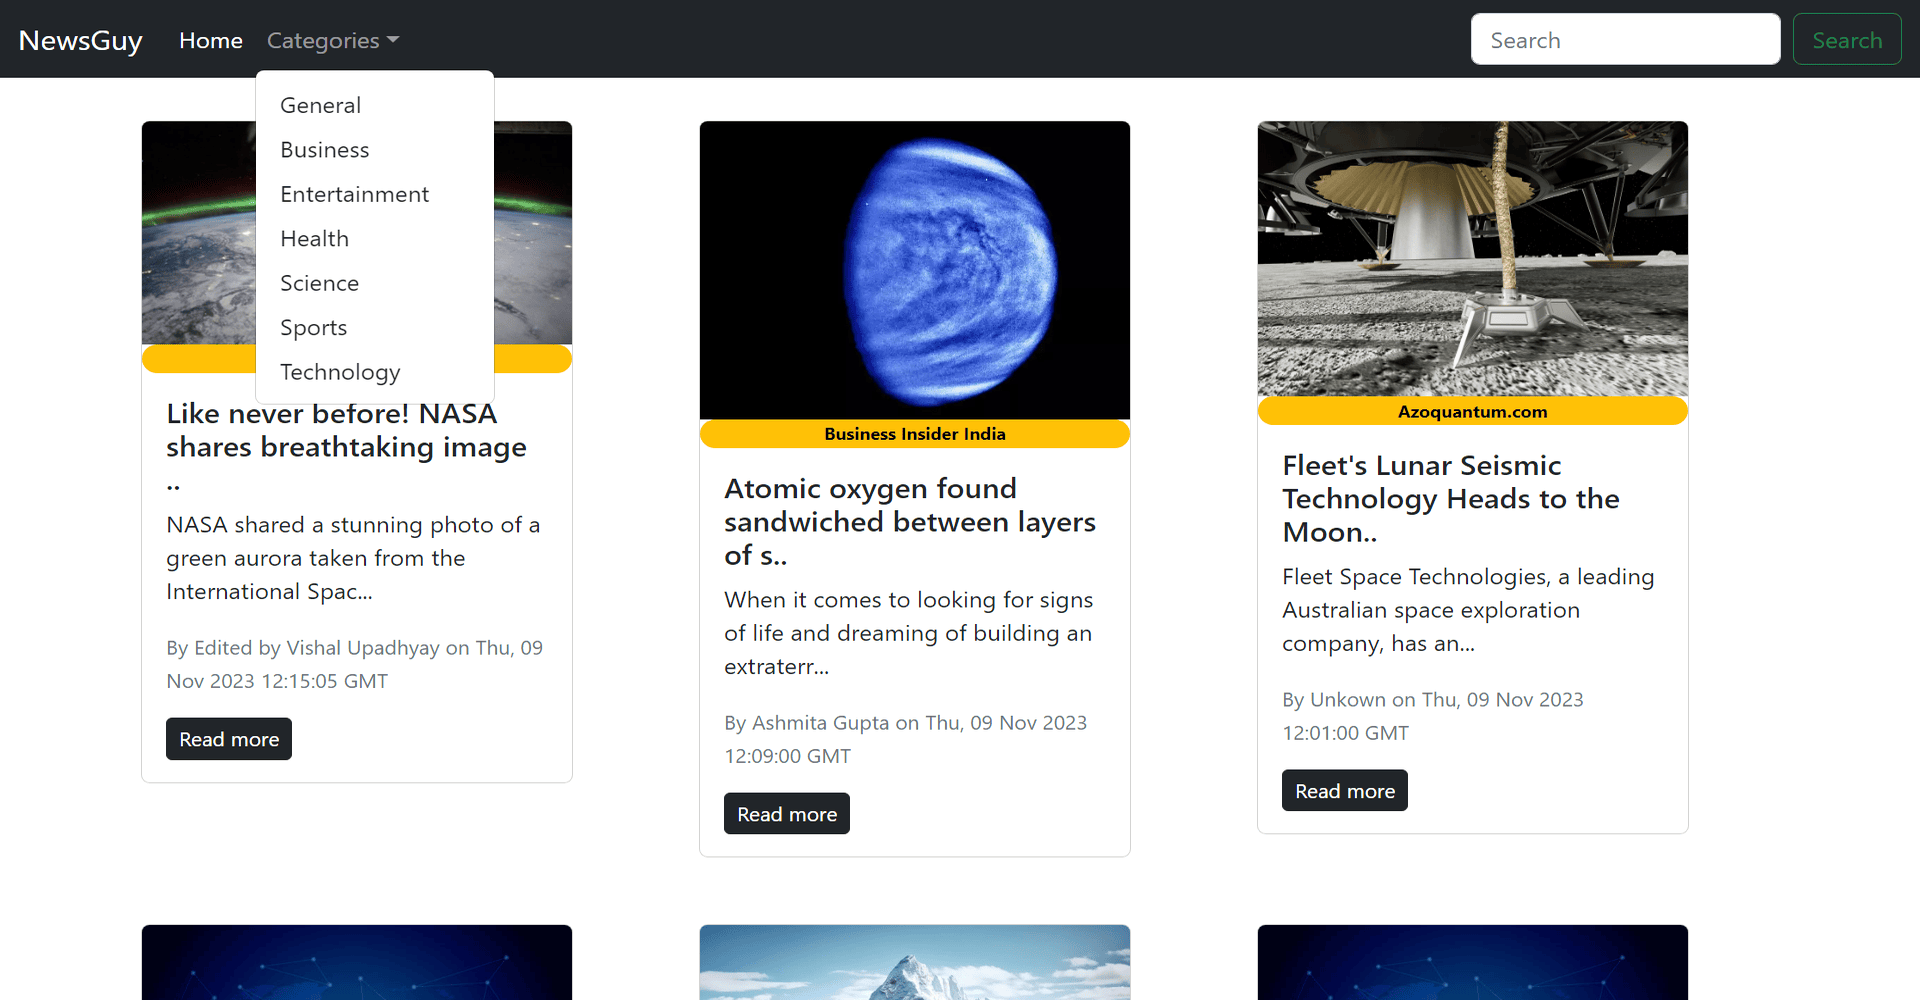 NewsGuy Home Categories Search Search
General
Business
Entertainment
Health
Science
Sports
Technology
Like never before! NASA
shares breathtaking image
..
NASA shared a stunning photo of a
green aurora taken from the
International Spac...
By Edited by Vishal Upadhyay on Thu, 09
Nov 2023 12:15:05 GMT
Read more
Business Insider India
Atomic oxygen found
sandwiched between layers
of s..
When it comes to looking for signs
of life and dreaming of building an
extraterr...
By Ashmita Gupta on Thu, 09 Nov 2023
12:09:00 GMT
Read more
Azoquantum.com
Fleet's Lunar Seismic
Technology Heads to the
Moon..
Fleet Space Technologies, a leading
Australian space exploration
company, has an...
By Unkown on Thu, 09 Nov 2023
12:01:00 GMT
Read more